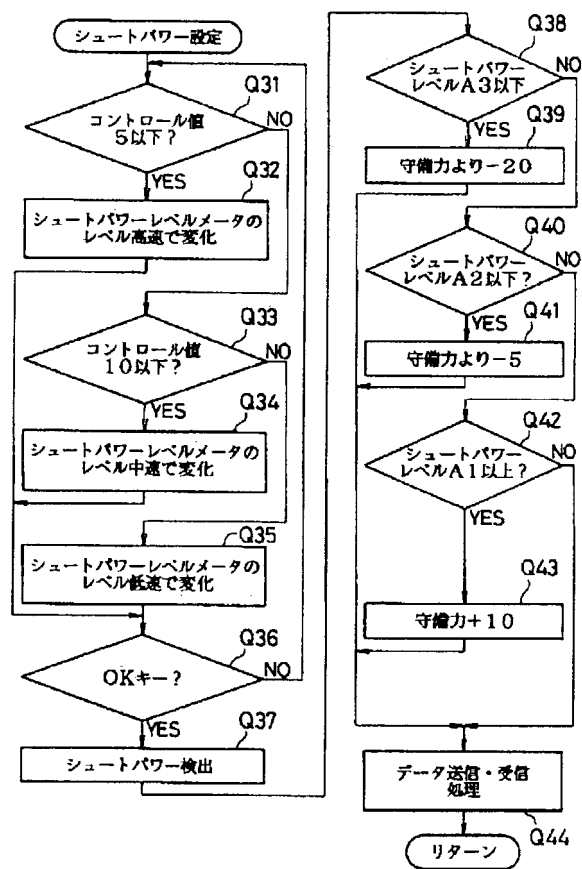 シュートパワー設定
Q31
コントロール値
5以下?
NO
YES
Q32
シュートパワーレベルメータの
レベル高速で変化
Q33
コントロール値
10以下?
NO
YES
Q34
シュートパワーレベルメータの
レベル中速で変化
Q35
シュートパワーレベルメータの
レベル低速で変化
Q36
OKキー?
NO
YES
Q37
シュートパワー検出
Q38
シュートパワー
レベルA3以下
NO
YES
Q39
守備力より-20
Q40
シュートパワー
レベルA2以下?
NO
YES
Q41
守備力より-5
Q42
シュートパワー
レベルA1以上?
NO
YES
Q43
守備力+10
データ送信・受信
処理
Q44
リターン